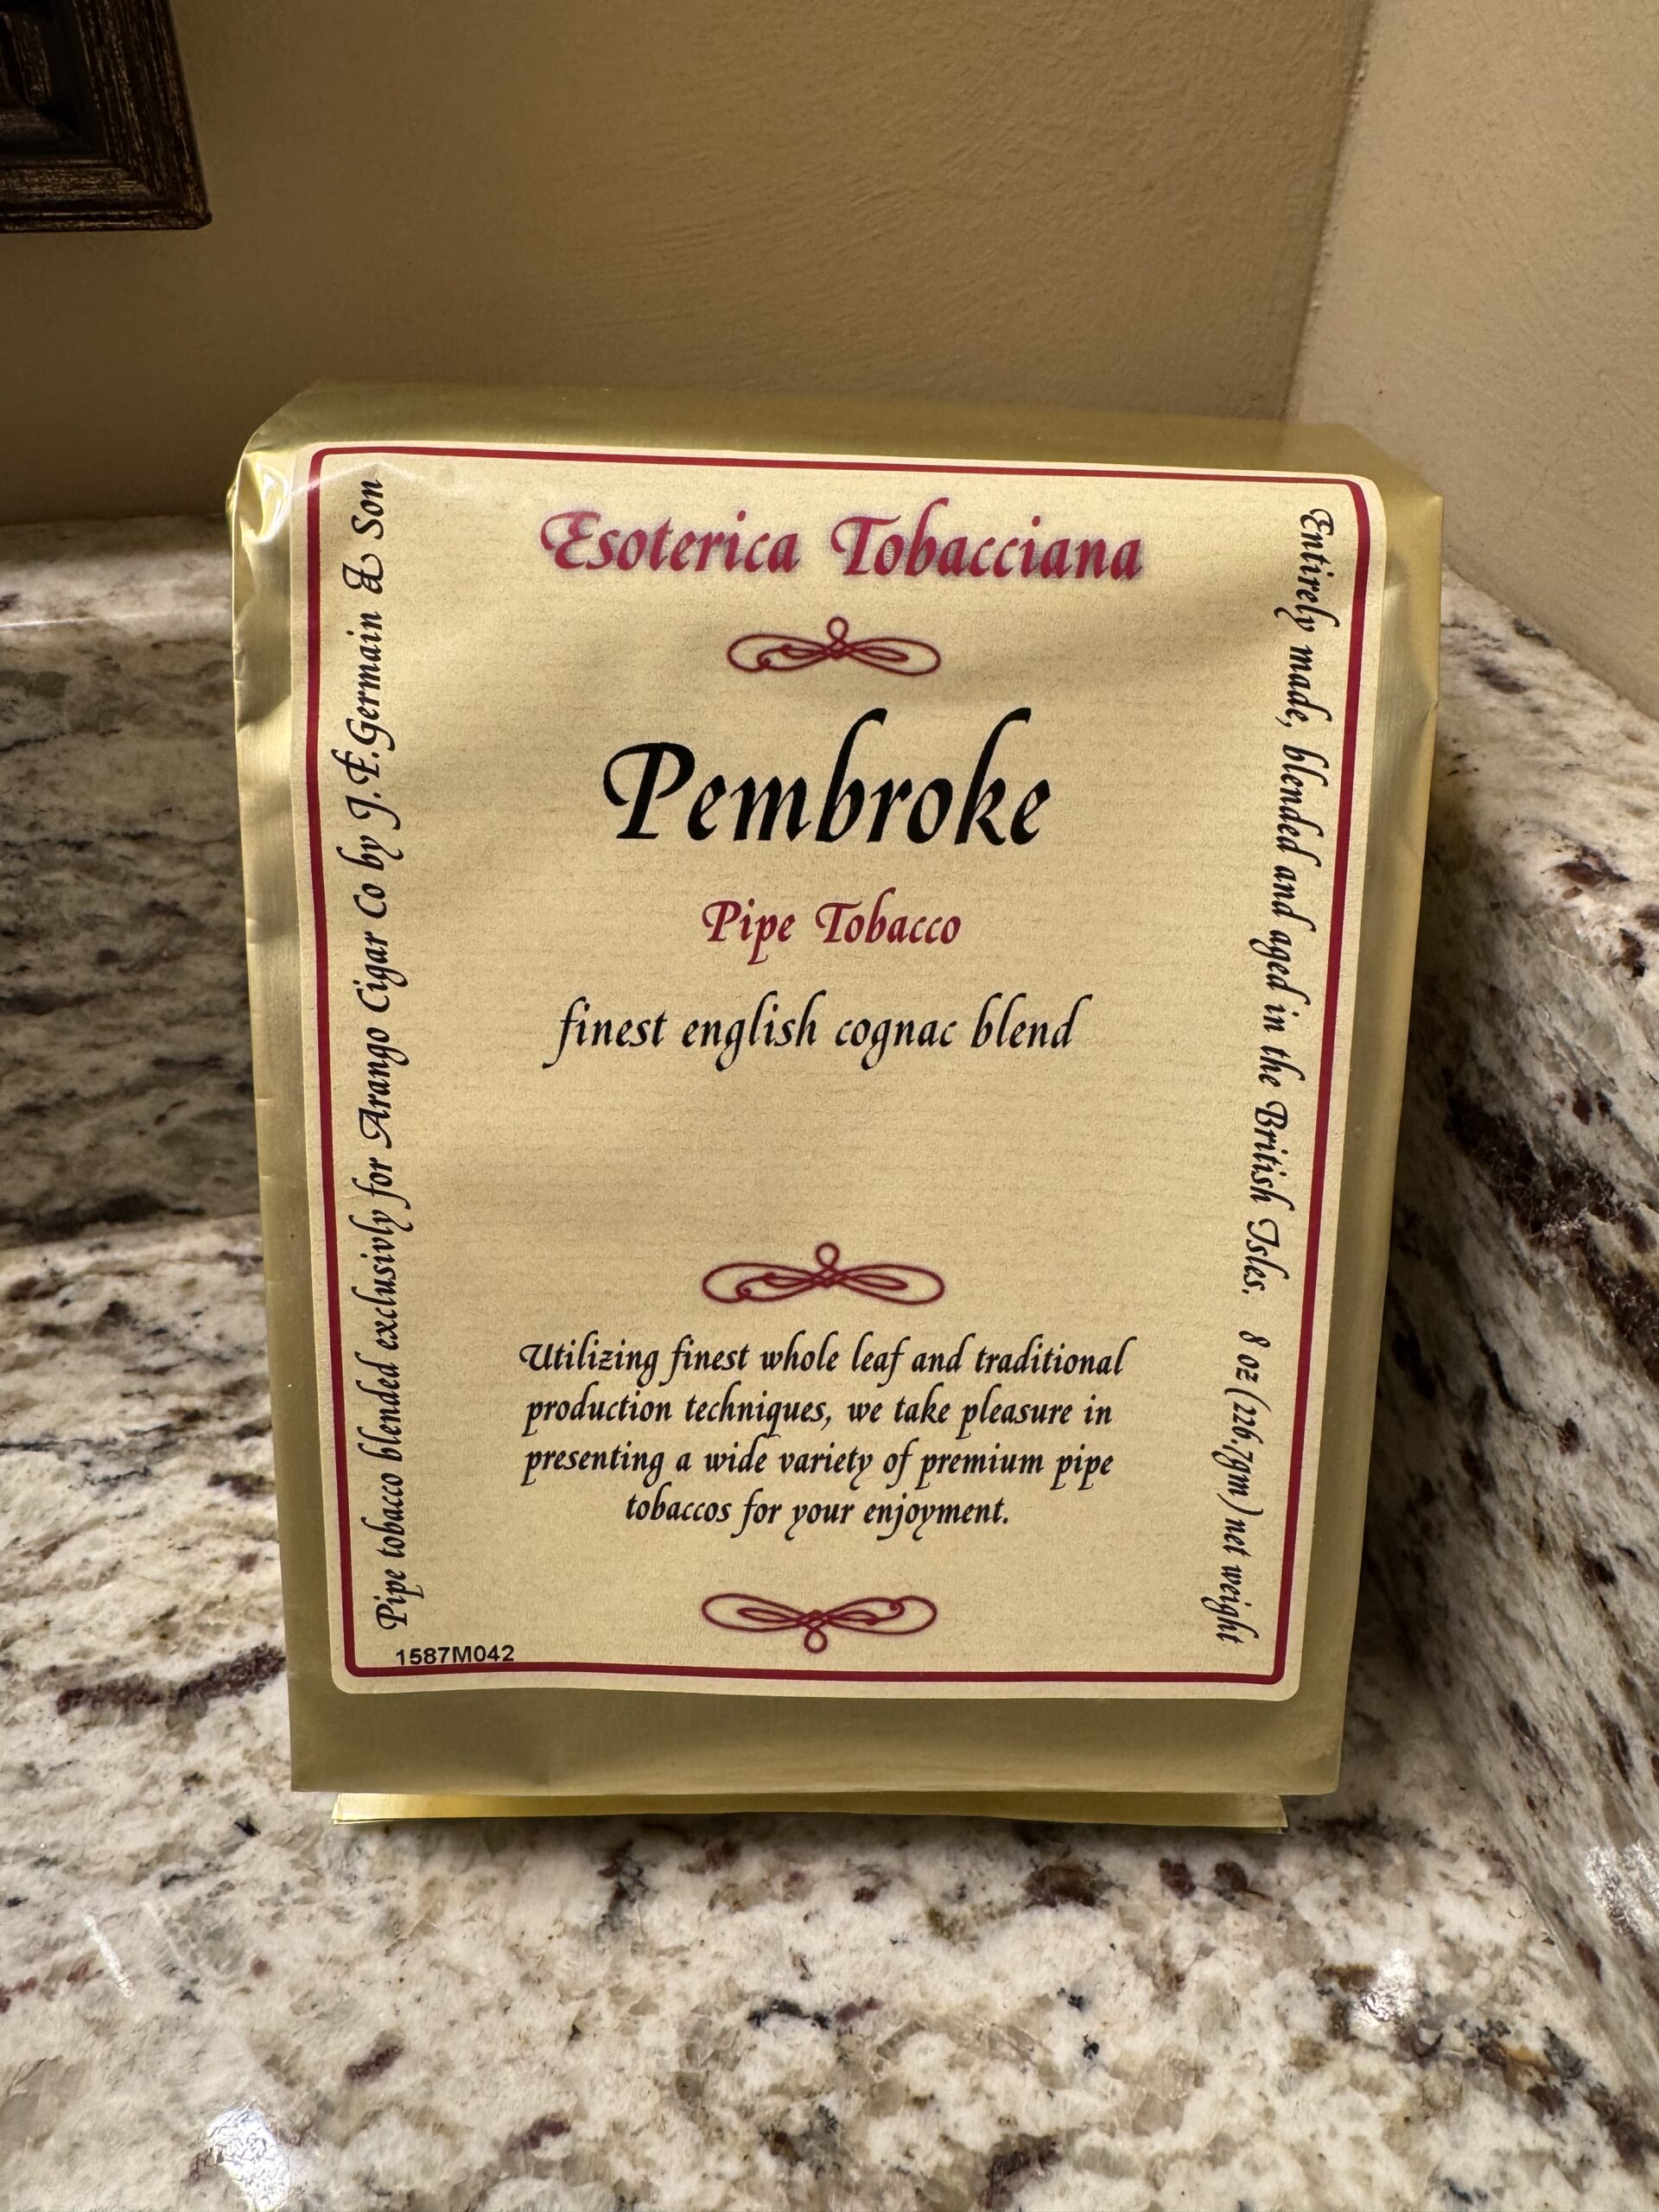 Esoterica Tobacciana
Pembroke
Pipe Tobacco
finest english cognac blend
Utilizing finest whole leaf and traditional
production techniques, we take pleasure in
presenting a wide variety of premium pipe
tobaccos for your enjoyment.
Pipe tobacco blended exclusivly for Arango Cigar Co by J.F.Germain & Son
Entirely made, blended and aged in the British Isles. 8 oz (226.7gm) net weight
1587M042